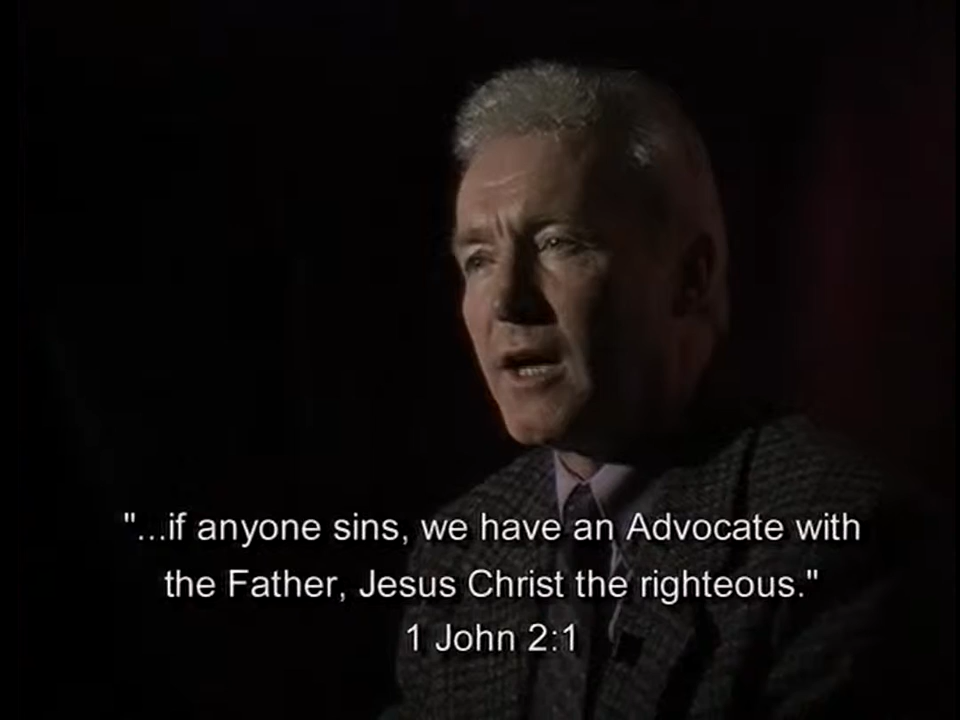 "...if anyone sins, we have an Advocate with
the Father, Jesus Christ the righteous."
1 John 2:1